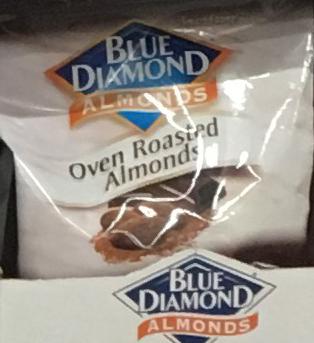 BLUE
DIAMOND
ALMONDS
Oven Roasted
Almonds
BLUE
DIAMOND
ALMONDS